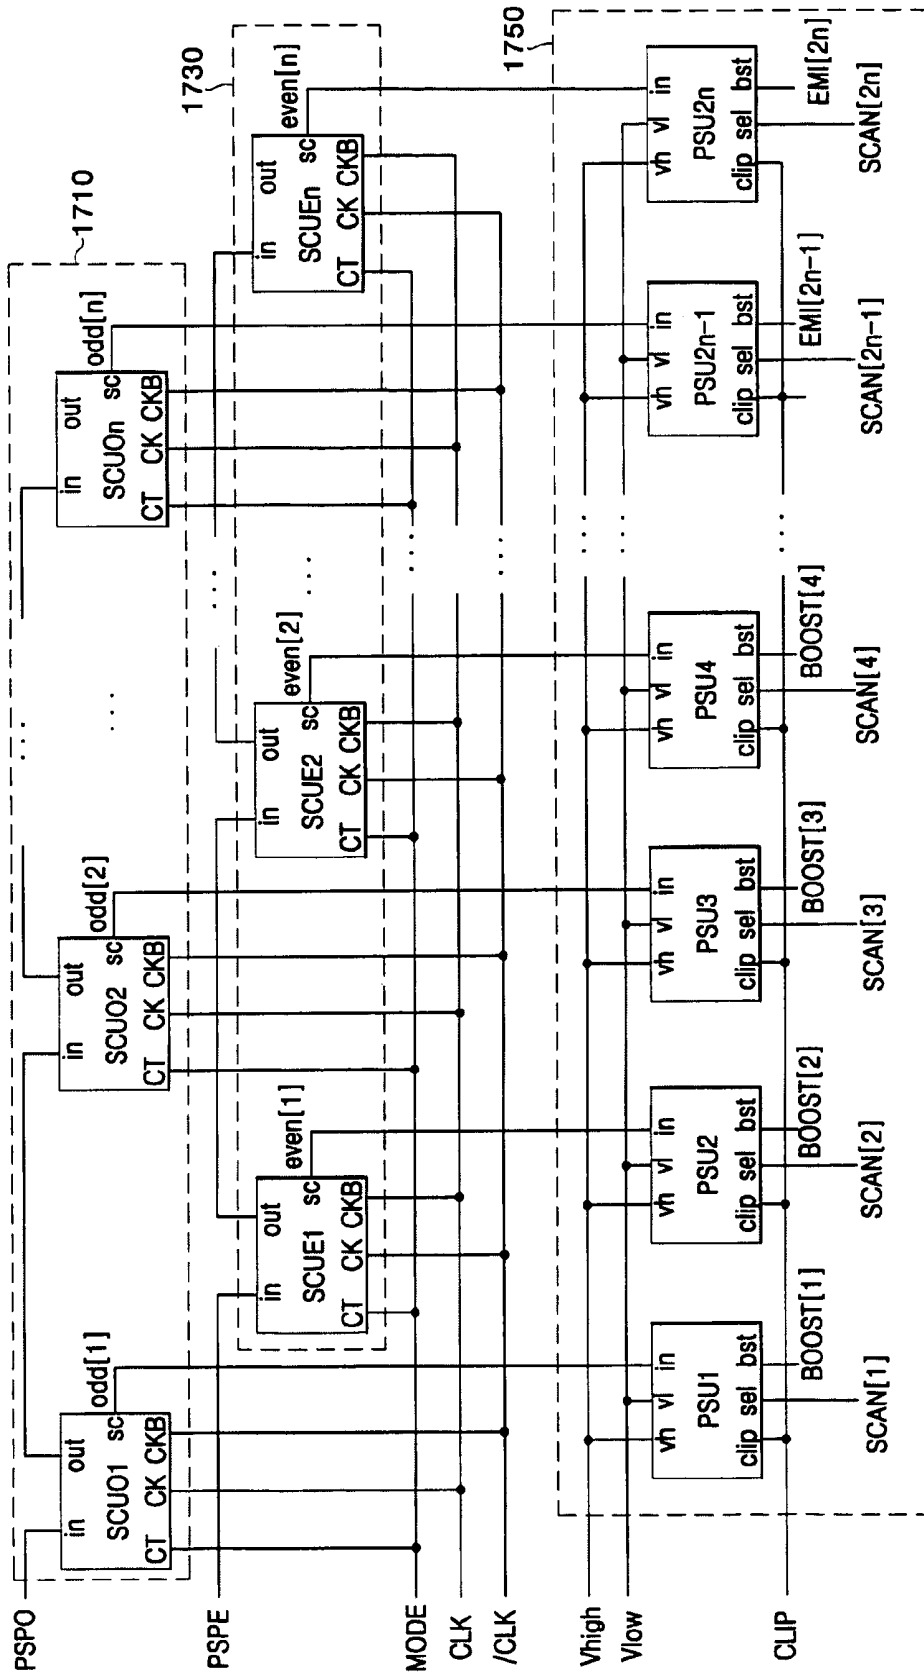 1710
PSPO
in
out
SCUO1
sc
odd[1]
CT CK CKB
in
out
SCUO2
sc
odd[2]
CT CK CKB
...
...
in
out
SCUOn
sc
odd[n]
CT CK CKB
1730
PSPE
in
out
SCUE1
sc
even[1]
CT CK CKB
in
out
SCUE2
sc
even[2]
CT CK CKB
...
...
in
out
SCUEn
sc
even[n]
CT CK CKB
MODE
...
CLK
/CLK
...
1750
Vhigh
...
Vlow
...
vh vl in
PSU1
clip sel bst
BOOST[1]
SCAN[1]
vh vl in
PSU2
clip sel bst
BOOST[2]
SCAN[2]
vh vl in
PSU3
clip sel bst
BOOST[3]
SCAN[3]
vh vl in
PSU4
clip sel bst
BOOST[4]
SCAN[4]
vh vl in
PSU2n-1
clip sel bst
EMI[2n-1]
SCAN[2n-1]
vh vl in
PSU2n
clip sel bst
EMI[2n]
SCAN[2n]
CLIP
...